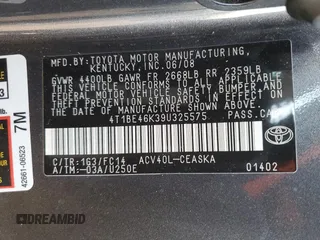 MFD. BY: TOYOTA MOTOR MANUFACTURING,
KENTUCKY, INC. 06/08
GVWR 4400LB GAWR FR 2668LB RR 2359LB
THIS VEHICLE CONFORMS TO ALL APPLICABLE
FEDERAL MOTOR VEHICLE SAFETY, BUMPER AND
THEFT PREVENTION STANDARDS IN EFFECT ON
THE DATE OF MANUFACTURE SHOWN ABOVE.
4T1BE46K39U325575 PASS.CAR
C/TR: 1G3/FC14 ACV40L-CEASKA
A/TM: -03A/U250E 01402
TOYOTA
3
7M
42661-06523
DREAMBID